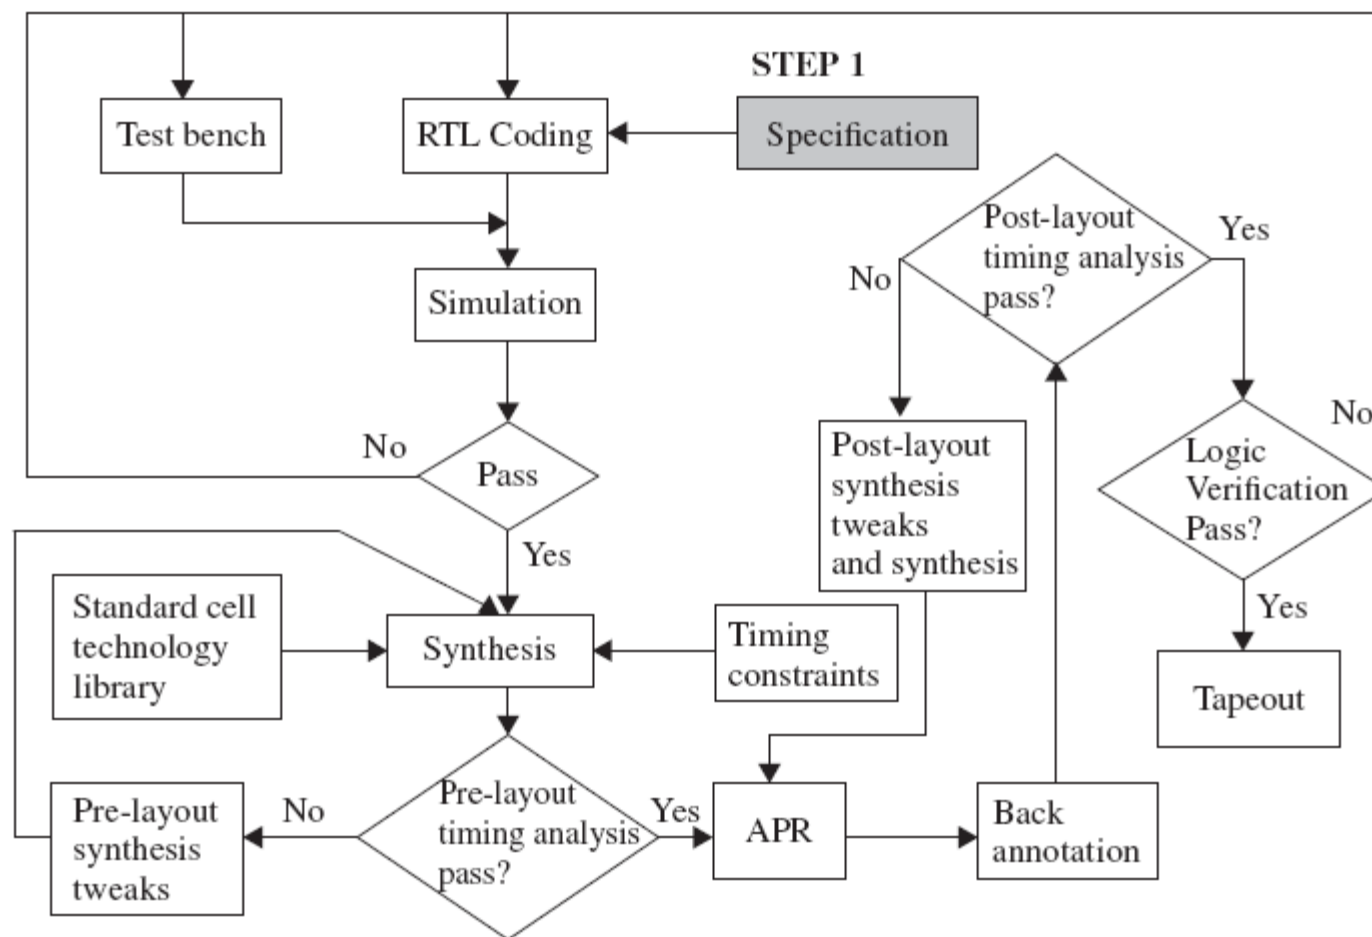 STEP 1
Test bench
RTL Coding
Specification
Post-layout
timing analysis
pass?
Yes
No
Simulation
No
Pass
Yes
Post-layout
synthesis
tweaks
and synthesis
No
Logic
Verification
Pass?
Yes
Standard cell
technology
library
Synthesis
Timing
constraints
Tapeout
Pre-layout
synthesis
tweaks
No
Pre-layout
timing analysis
pass?
Yes
APR
Back
annotation